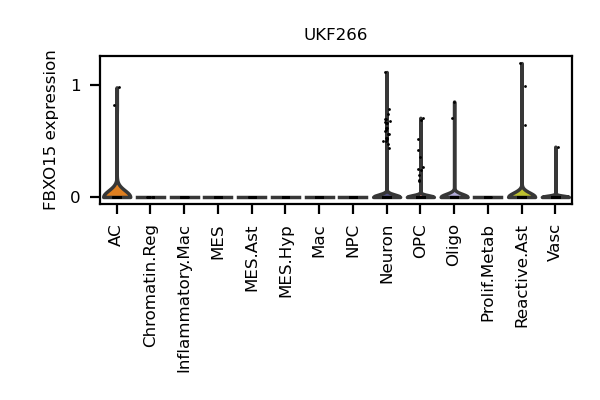 UKF266
FBXO15 expression
1
0
AC
Chromatin.Reg
Inflammatory.Mac
MES
MES.Ast
MES.Hyp
Mac
NPC
Neuron
OPC
Oligo
Prolif.Metab
Reactive.Ast
Vasc